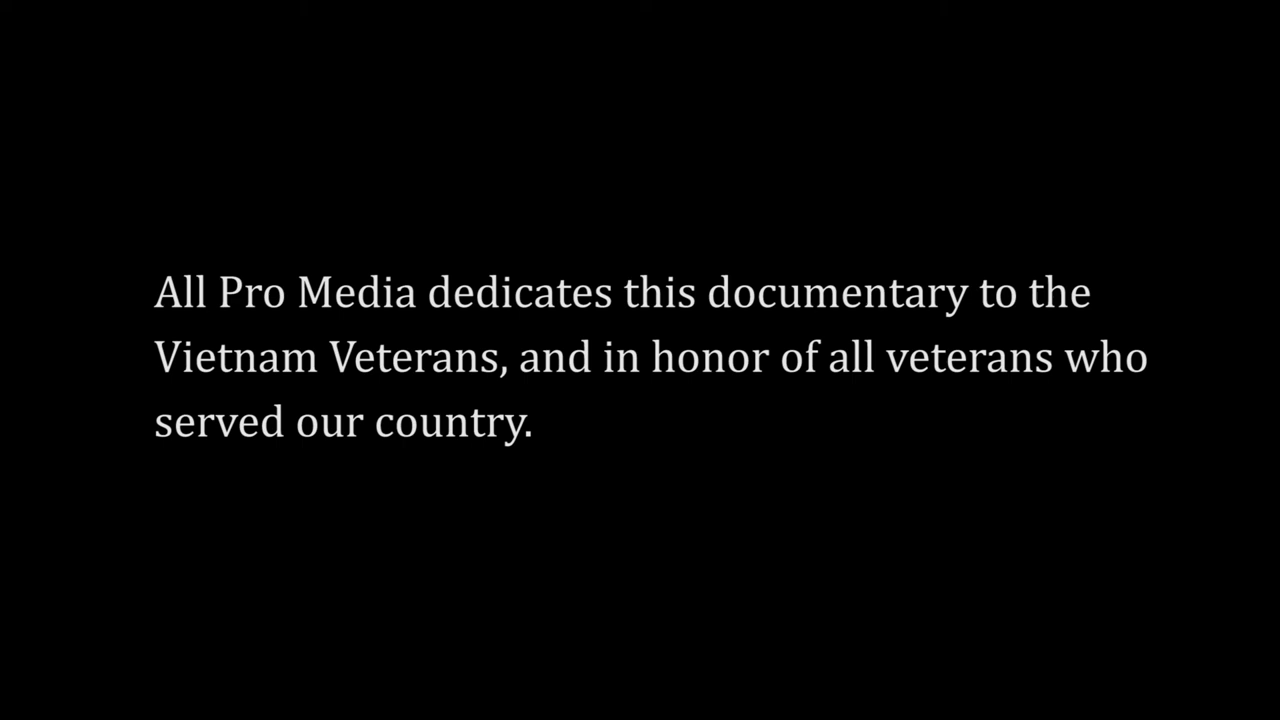 All Pro Media dedicates this documentary to the
Vietnam Veterans, and in honor of all veterans who
served our country.